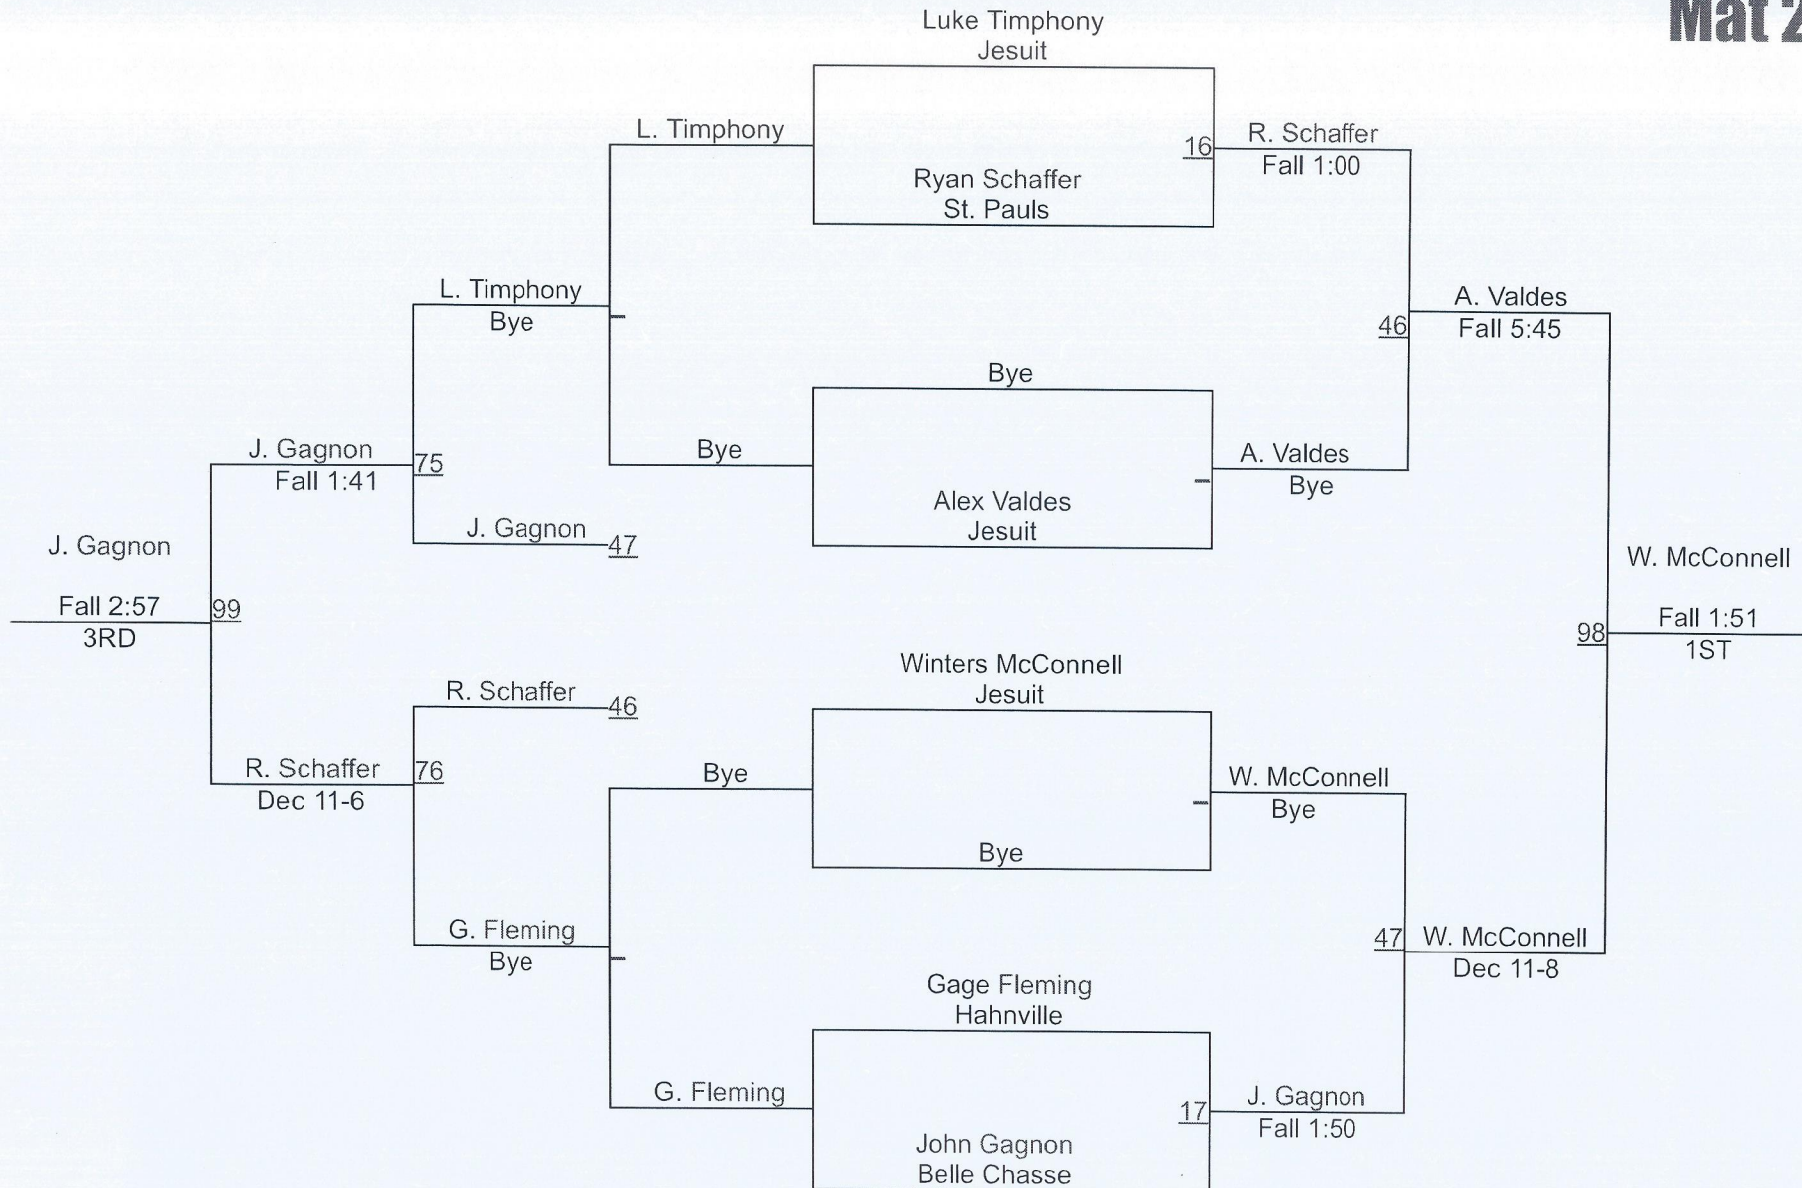 Mat 2
Luke Timphony
Jesuit
L. Timphony
16
R. Schaffer
Fall 1:00
Ryan Schaffer
St. Pauls
L. Timphony
Bye
A. Valdes
Fall 5:45
46
Bye
J. Gagnon
Fall 1:41
75
Bye
A. Valdes
Bye
Alex Valdes
Jesuit
J. Gagnon
47
J. Gagnon
W. McConnell
Fall 2:57
3RD
99
98
Fall 1:51
1ST
Winters McConnell
Jesuit
R. Schaffer
46
R. Schaffer
Dec 11-6
76
Bye
W. McConnell
Bye
Bye
G. Fleming
Bye
47
W. McConnell
Dec 11-8
Gage Fleming
Hahnville
G. Fleming
17
J. Gagnon
Fall 1:50
John Gagnon
Belle Chasse